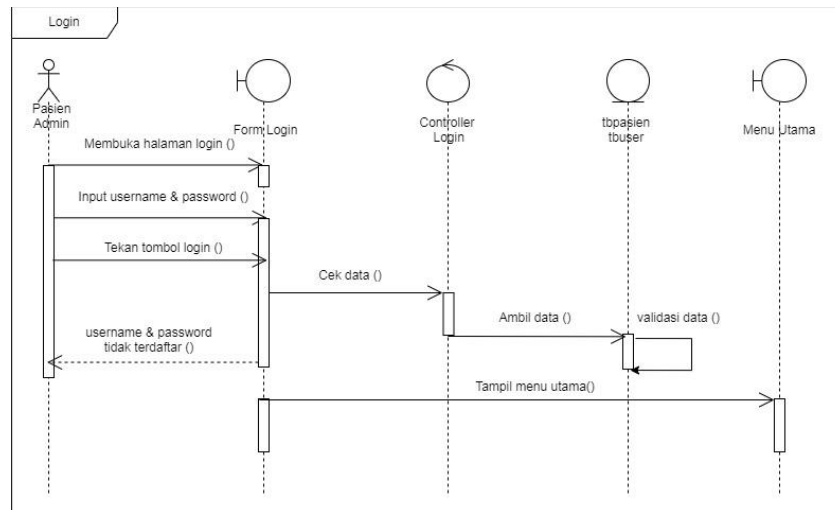 Login
Pasien
Admin
Form Login
Controller
Login
tbpasien
tbuser
Menu Utama
Membuka halaman login ()
Input username & password ()
Tekan tombol login ()
Cek data ()
Ambil data ()
validasi data ()
username & password
tidak terdaftar ()
Tampil menu utama()